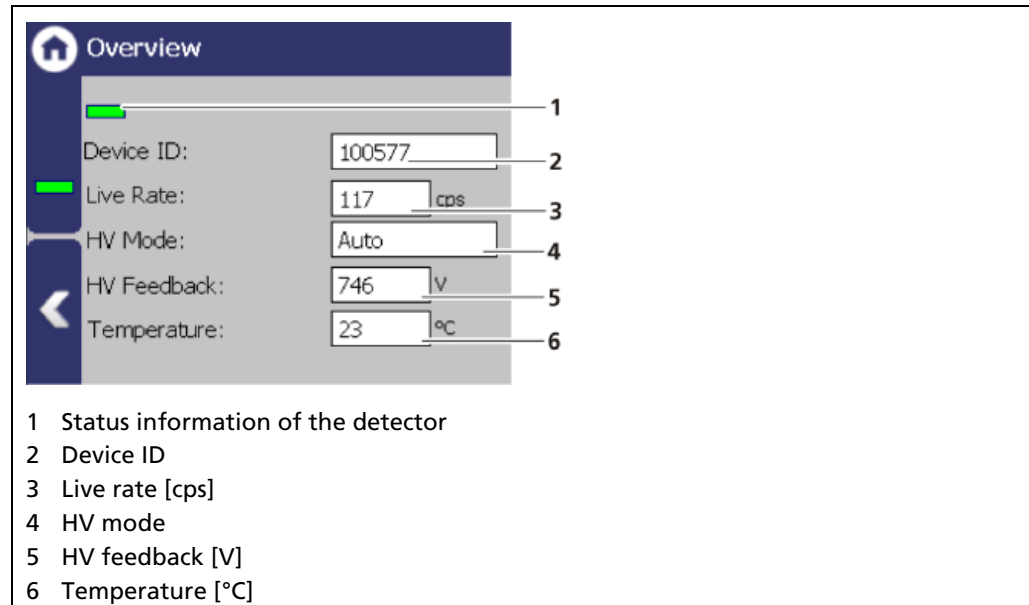 Overview
1
Device ID: 100577 2
Live Rate: 117 cps 3
HV Mode: Auto 4
HV Feedback: 746 V 5
Temperature: 23 °C 6
1 Status information of the detector
2 Device ID
3 Live rate [cps]
4 HV mode
5 HV feedback [V]
6 Temperature [°C]